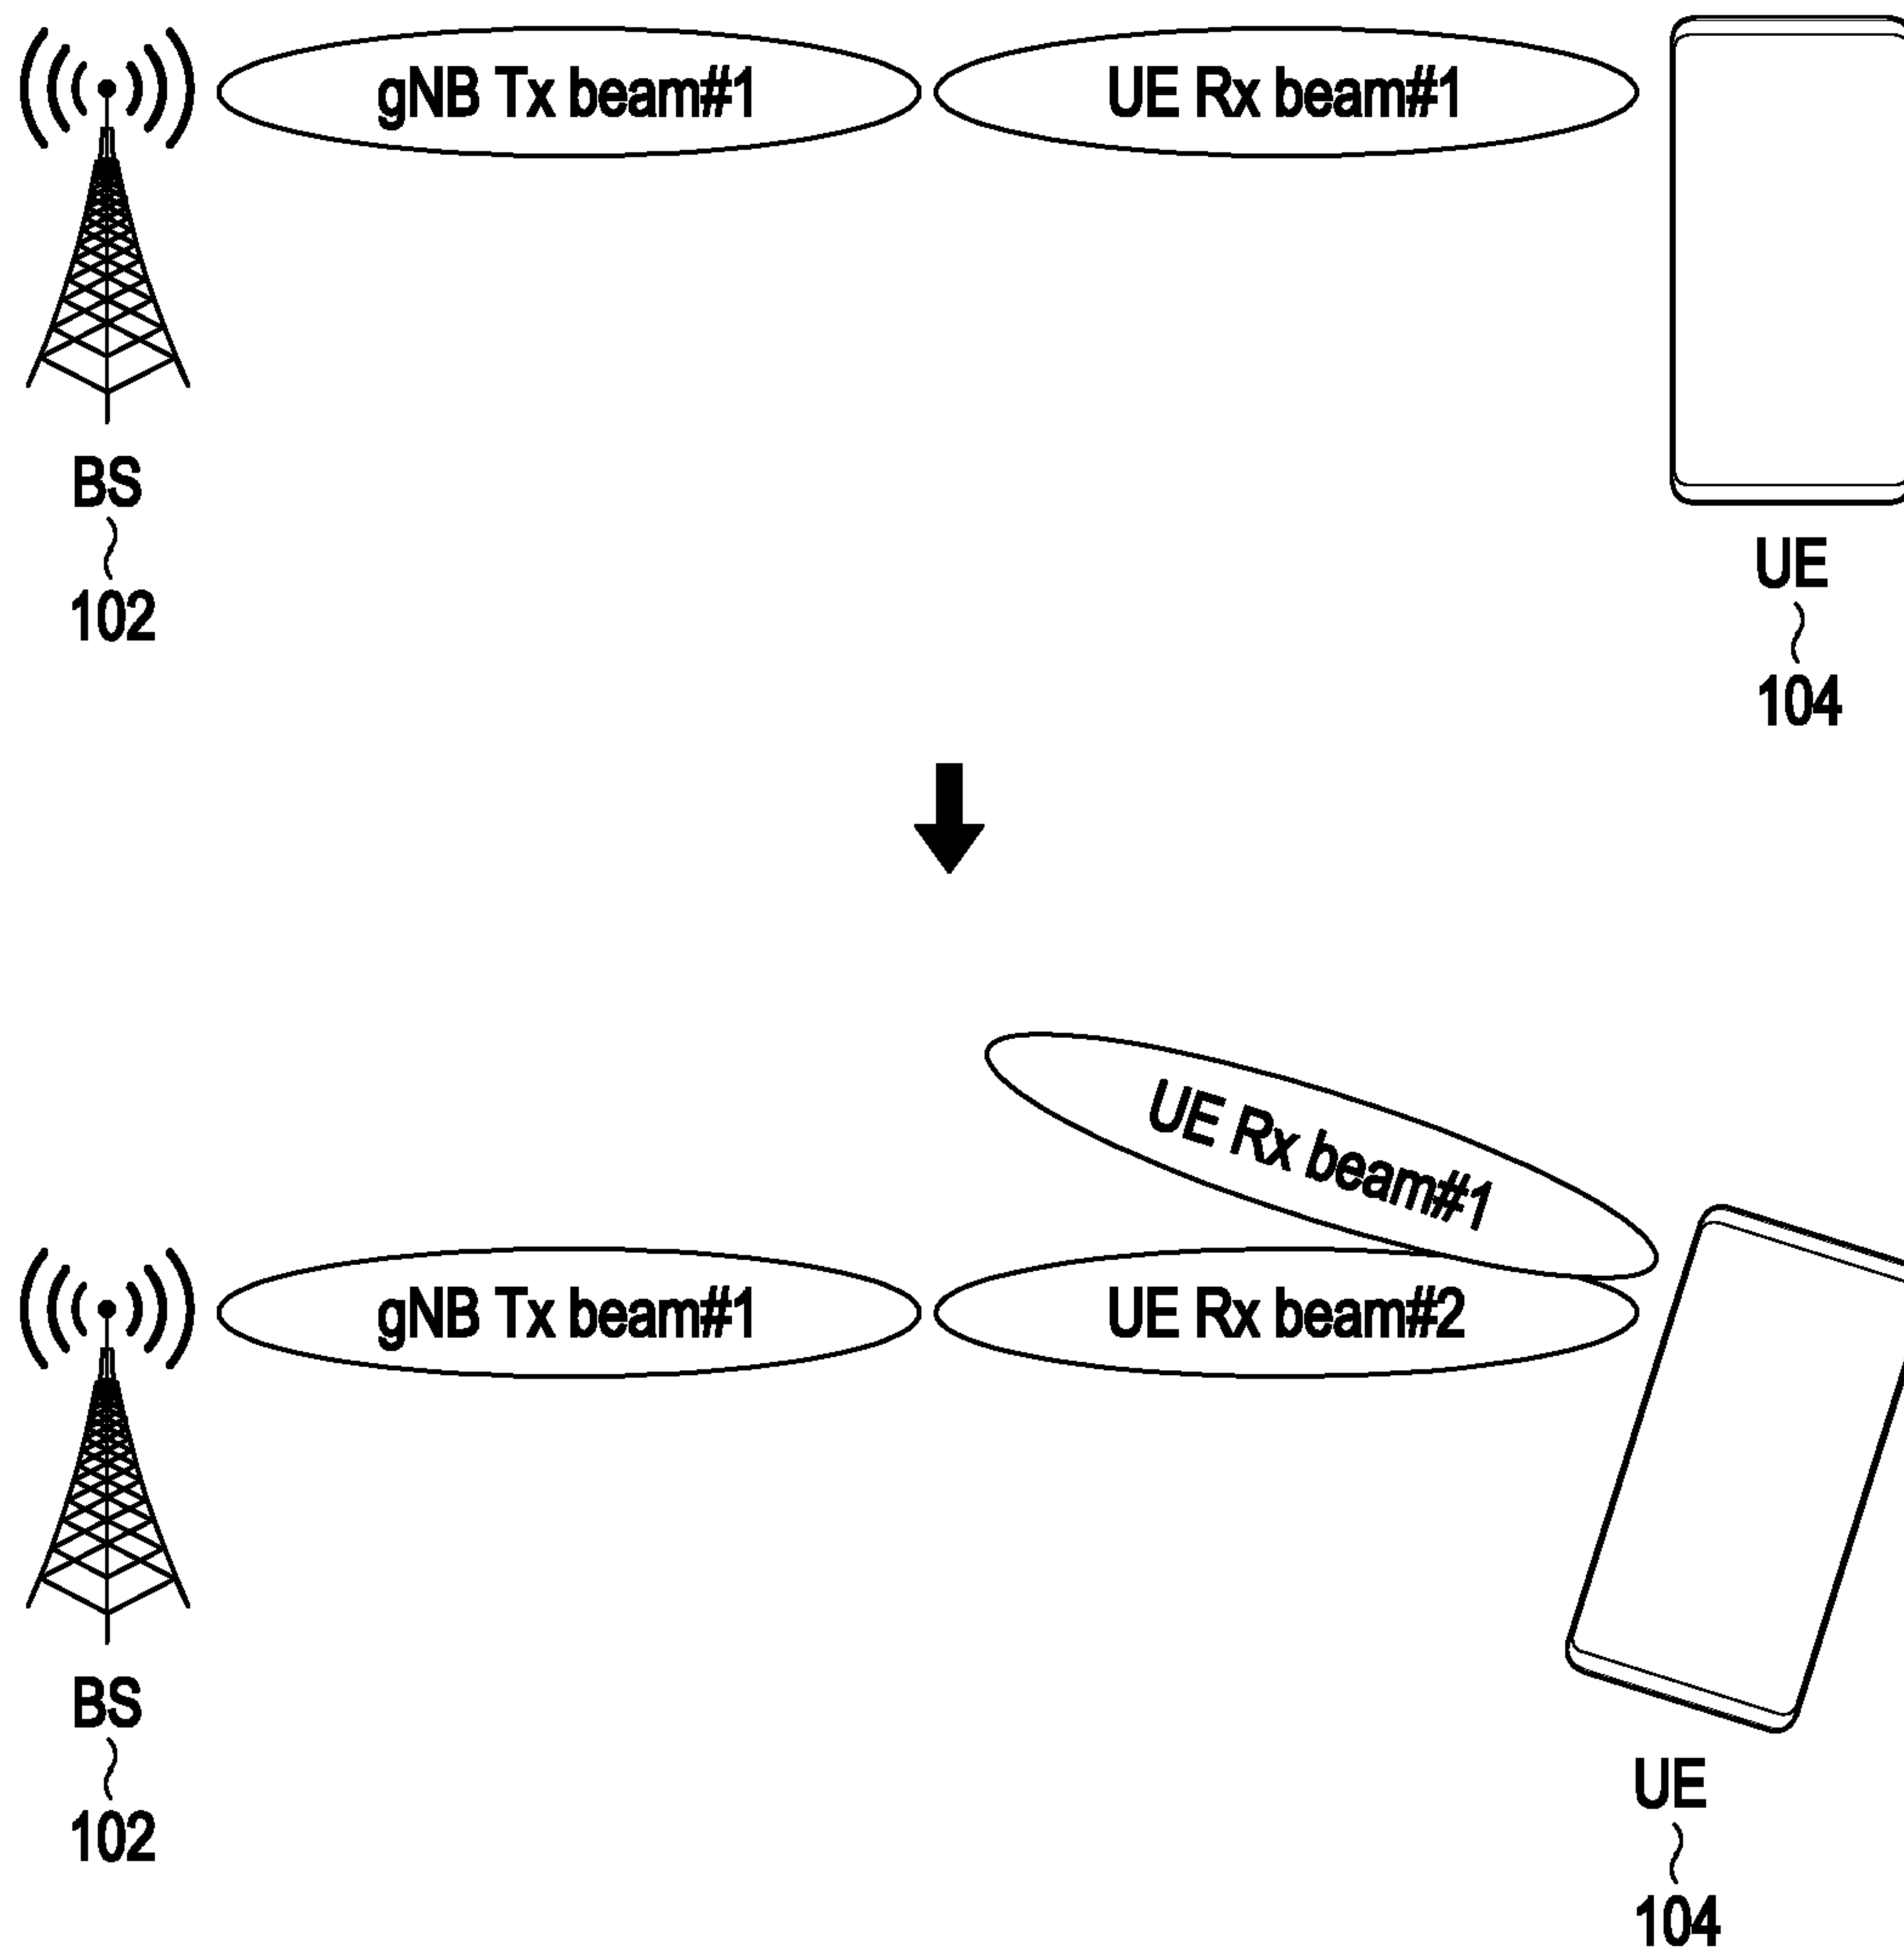 gNB Tx beam#1
UE Rx beam#1
BS
102
UE
104
UE Rx beam#1
gNB Tx beam#1
UE Rx beam#2
BS
102
UE
104